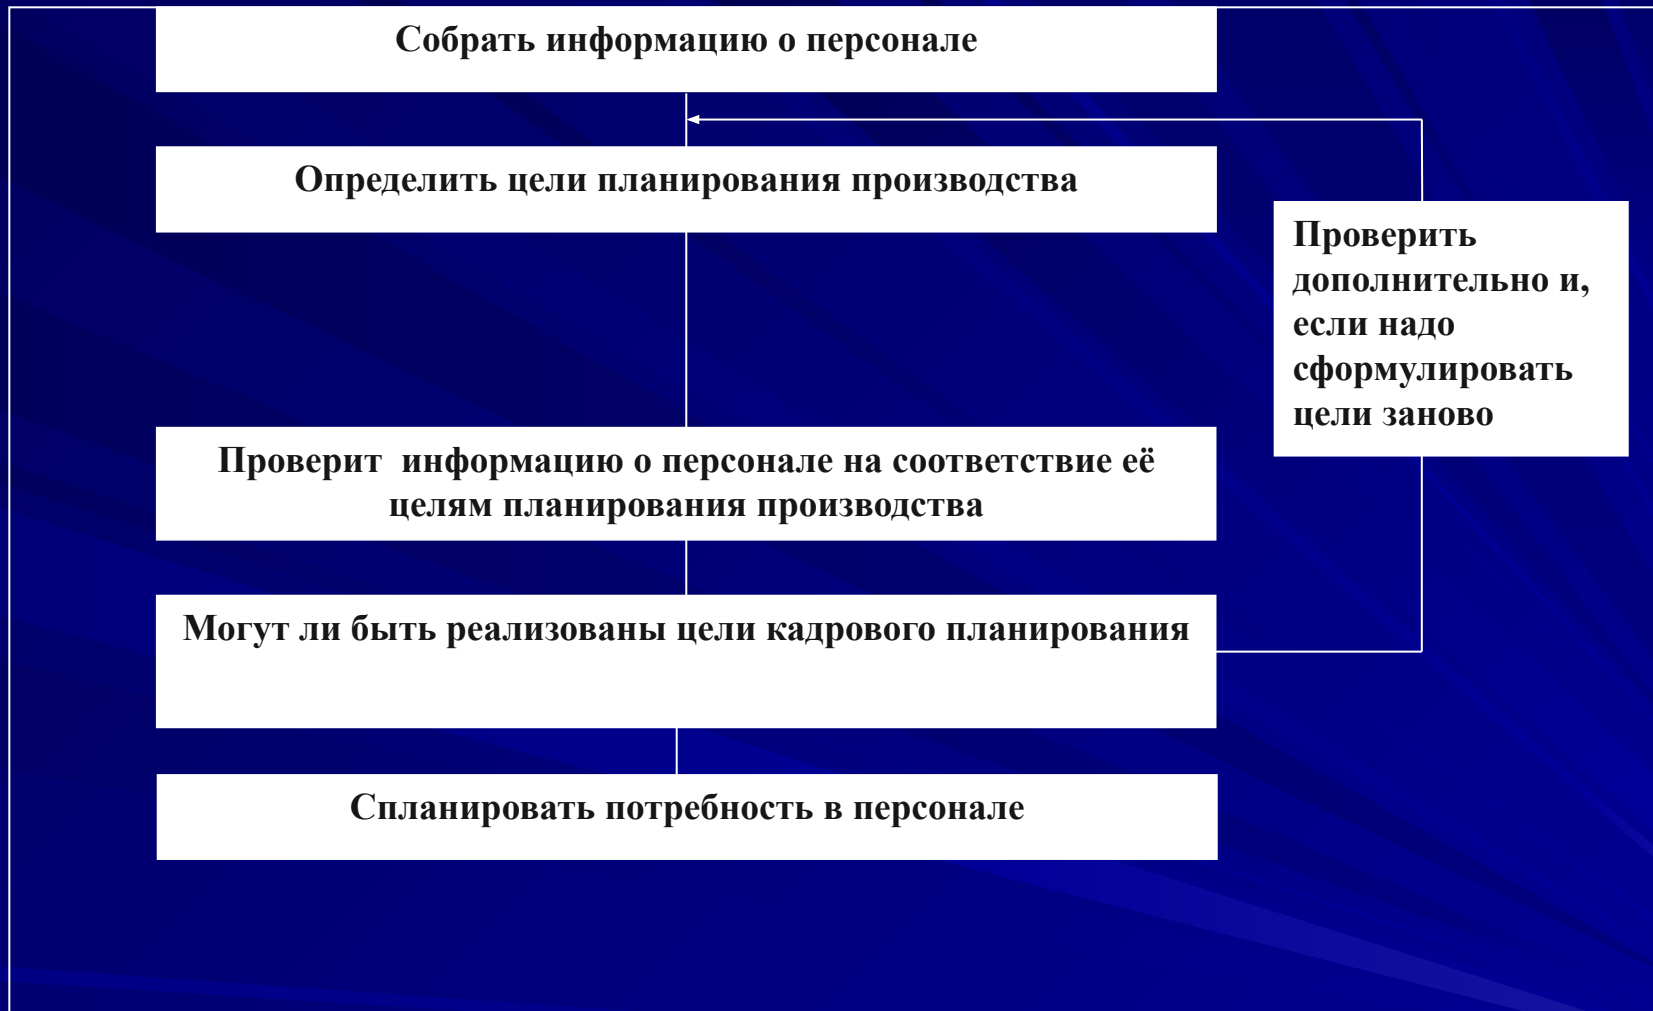 Собрать информацию о персонале
Определить цели планирования производства
Проверить
дополнительно и,
если надо
сформулировать
цели заново
Проверит  информацию о персонале на соответствие её
целям планирования производства
Могут ли быть реализованы цели кадрового планирования
Спланировать потребность в персонале